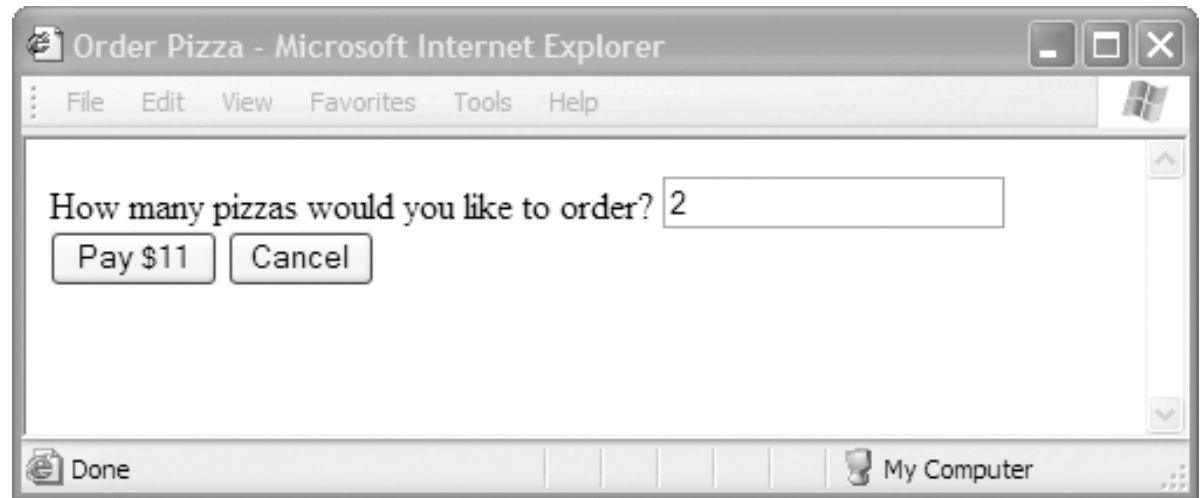 Order Pizza - Microsoft Internet Explorer
File Edit View Favorites Tools Help
How many pizzas would you like to order? 2
Pay $11 Cancel
Done My Computer